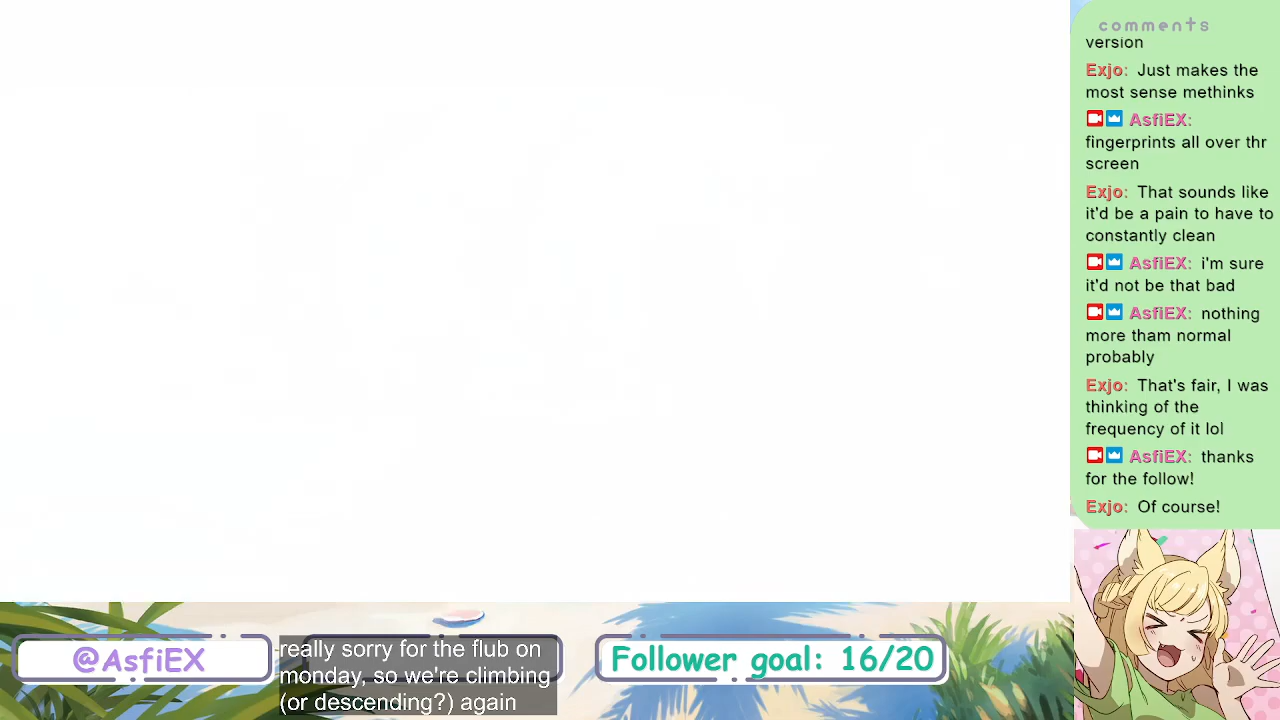 comments
version
Exjo: Just makes the
most sense methinks
AsfiEX:
fingerprints all over thr
screen
Exjo: That sounds like
it'd be a pain to have to
constantly clean
AsfiEX: i'm sure
it'd not be that bad
AsfiEX: nothing
more tham normal
probably
Exjo: That's fair, I was
thinking of the
frequency of it lol
AsfiEX: thanks
for the follow!
Exjo: Of course!
@AsfiEX
really sorry for the flub on
monday, so we're climbing
(or descending?) again
Follower goal: 16/20